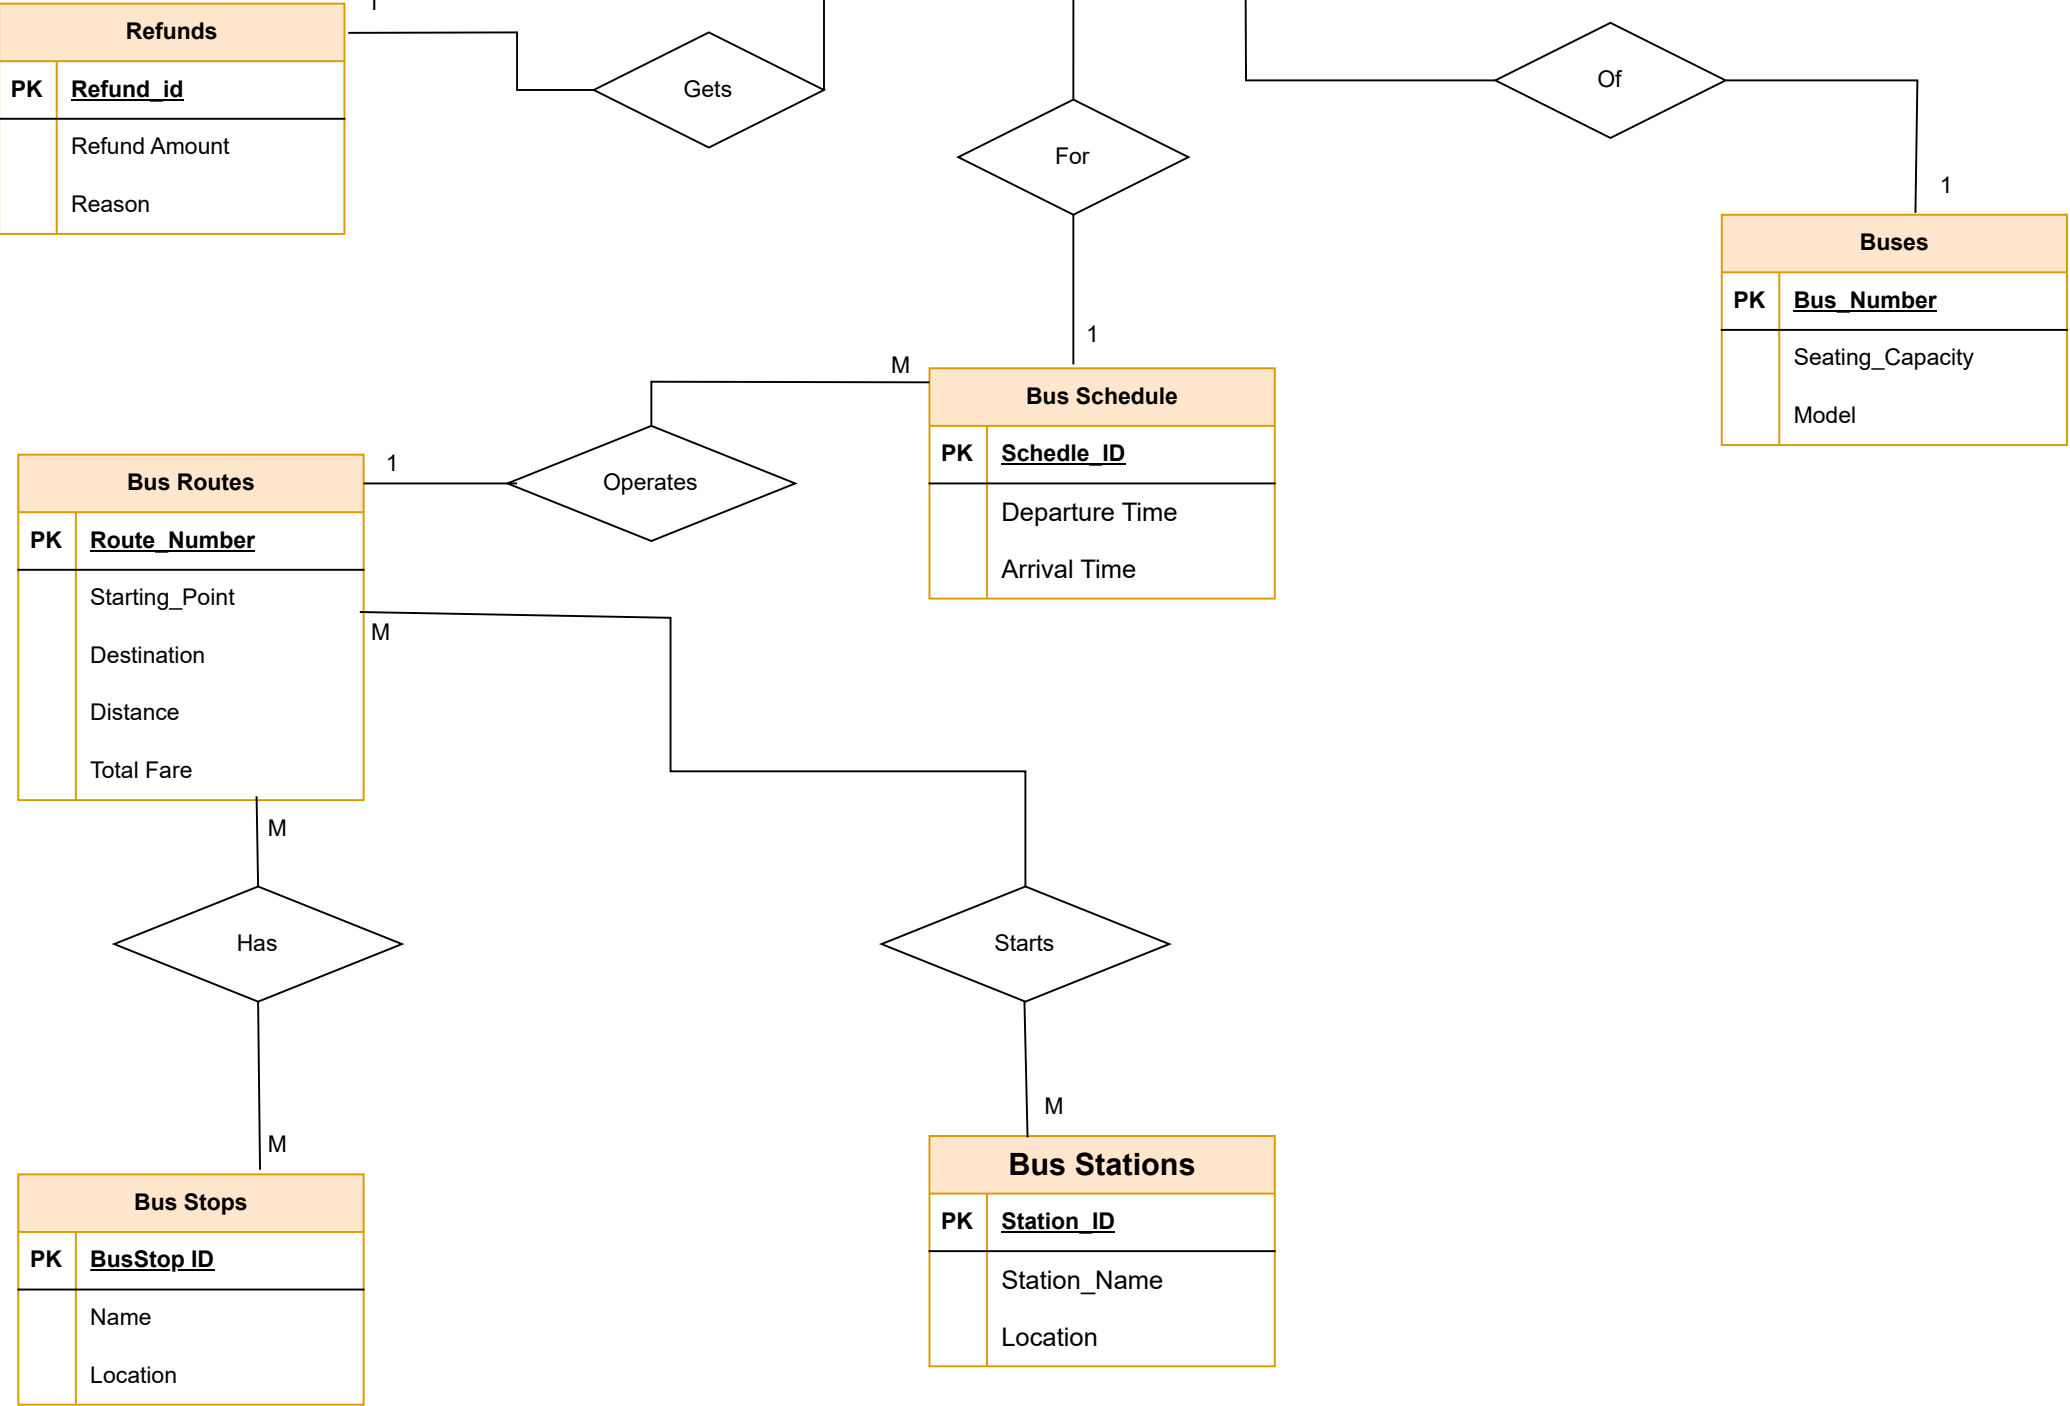 1
Refunds
PK Refund_id
Refund Amount
Reason
Gets
For
Of
1
Buses
PK Bus_Number
Seating_Capacity
Model
1
M
Bus Schedule
PK Schedle_ID
Departure Time
Arrival Time
Operates
1
Bus Routes
PK Route_Number
Starting_Point
Destination
Distance
Total Fare
M
M
Has
Starts
M
M
Bus Stops
PK BusStop ID
Name
Location
Bus Stations
PK Station_ID
Station_Name
Location